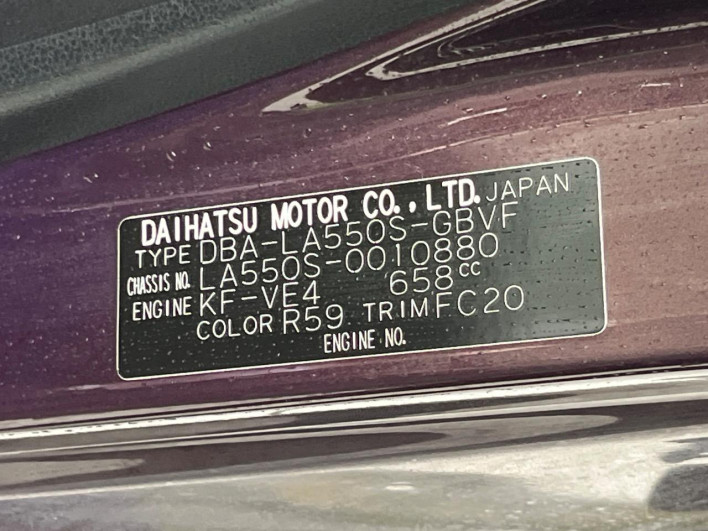 DAIHATSU MOTOR CO., LTD. JAPAN
TYPE DBA-LA550S-GBVF
CHASSIS NO. LA550S-0010880
ENGINE KF-VE4 658cc
COLOR R59 TRIM FC20
ENGINE NO.